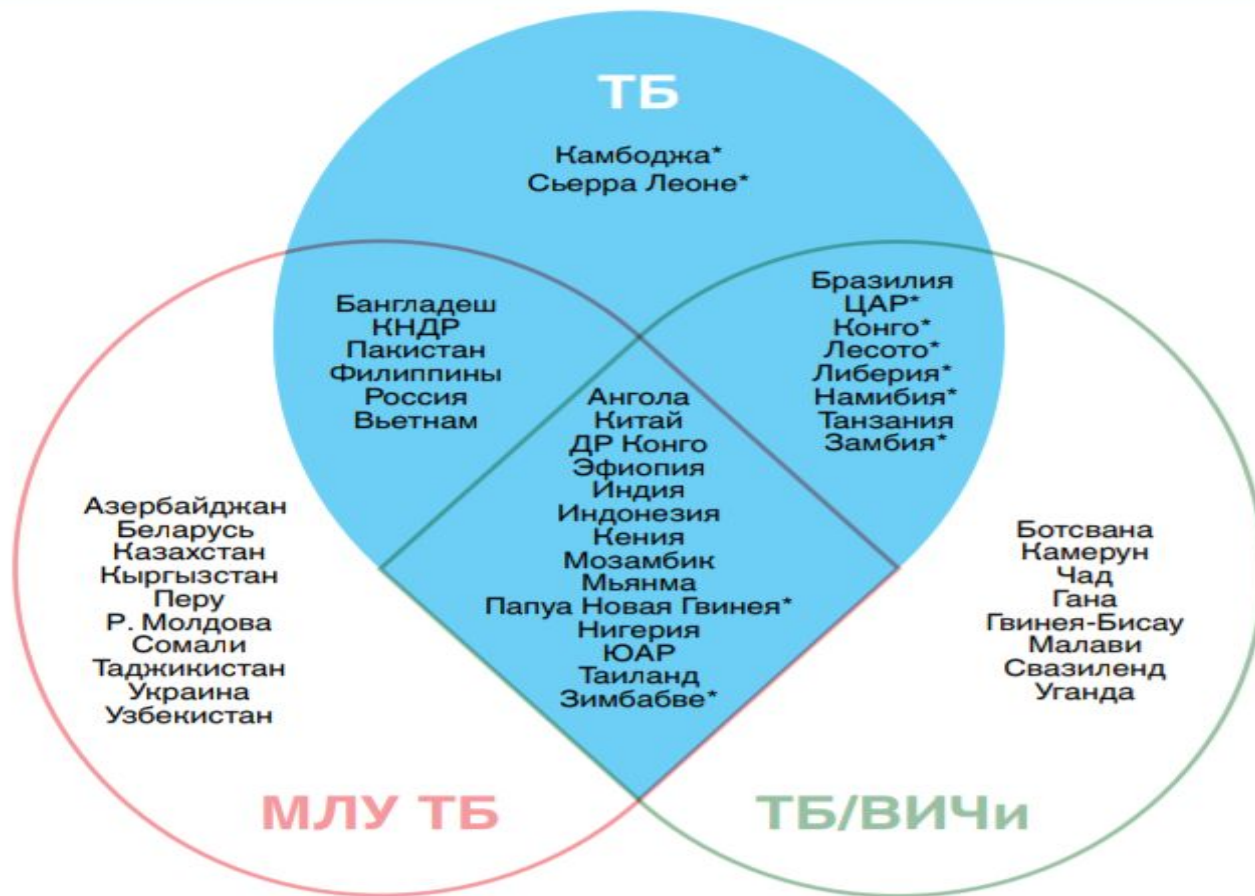 ТБ
Камбоджа*
Сьерра Леоне*
Бангладеш
КНДР
Пакистан
Филиппины
Россия
Вьетнам
Бразилия
ЦАР*
Конго*
Лесото*
Либерия*
Намибия*
Танзания
Замбия*
Ангола
Китай
ДР Конго
Эфиопия
Индия
Индонезия
Кения
Мозамбик
Мьянма
Папуа Новая Гвинея*
Нигерия
ЮАР
Таиланд
Зимбабве*
Азербайджан
Беларусь
Казахстан
Кыргызстан
Перу
Р. Молдова
Сомали
Таджикистан
Украина
Узбекистан
Ботсвана
Камерун
Чад
Гана
Гвинея-Бисау
Малави
Свазиленд
Уганда
МЛУ ТБ
ТБ/ВИЧи